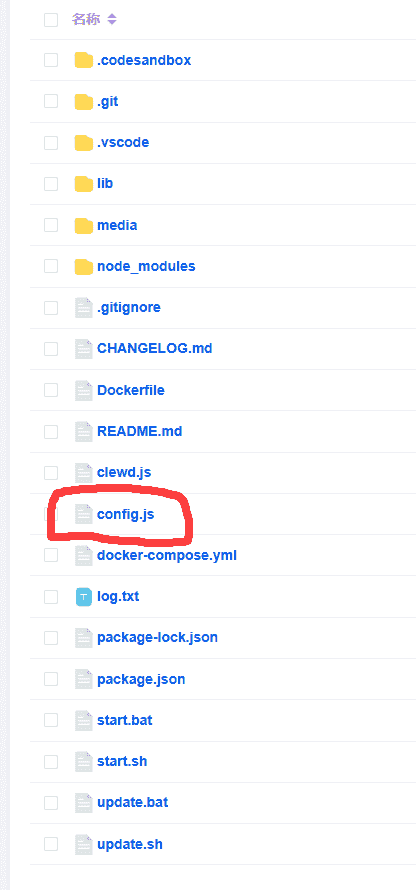 名称
.codesandbox
.git
.vscode
lib
media
node_modules
.gitignore
CHANGELOG.md
Dockerfile
README.md
clewd.js
config.js
docker-compose.yml
log.txt
package-lock.json
package.json
start.bat
start.sh
update.bat
update.sh